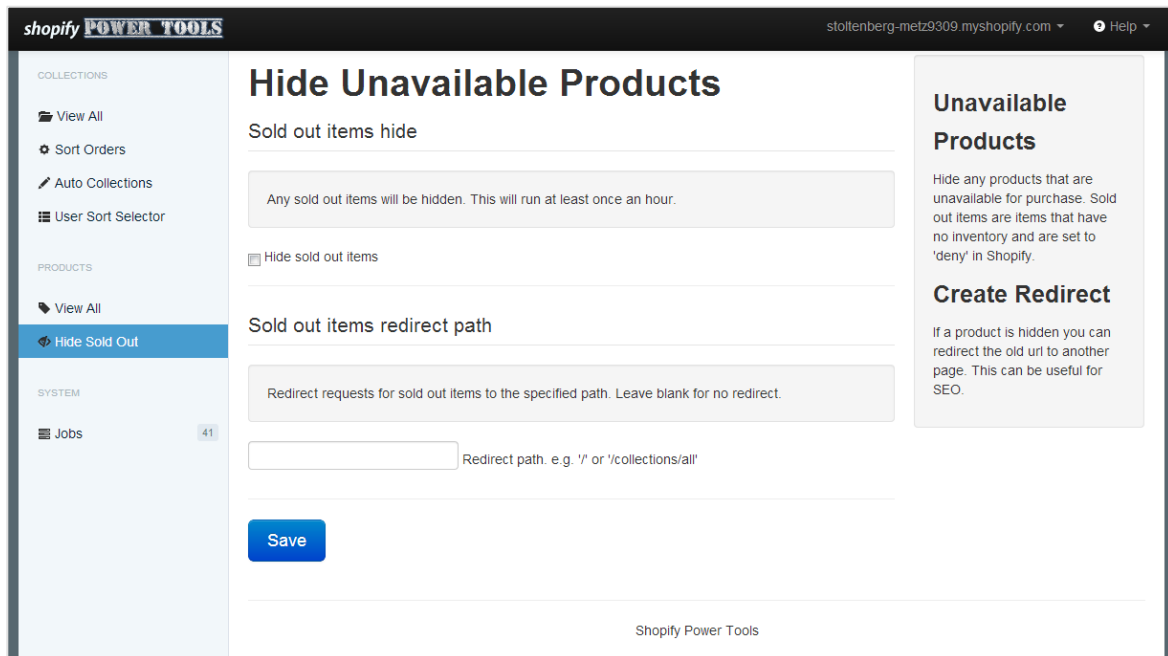 shopify POWER TOOLS
stoltenberg-metz9309.myshopify.com
Help
COLLECTIONS
View All
Sort Orders
Auto Collections
User Sort Selector
PRODUCTS
View All
Hide Sold Out
SYSTEM
Jobs 41
Hide Unavailable Products
Sold out items hide
Any sold out items will be hidden. This will run at least once an hour.
Hide sold out items
Sold out items redirect path
Redirect requests for sold out items to the specified path. Leave blank for no redirect.
Redirect path. e.g. '/' or '/collections/all'
Save
Unavailable
Products
Hide any products that are
unavailable for purchase. Sold
out items are items that have
no inventory and are set to
'deny' in Shopify.
Create Redirect
If a product is hidden you can
redirect the old url to another
page. This can be useful for
SEO.
Shopify Power Tools